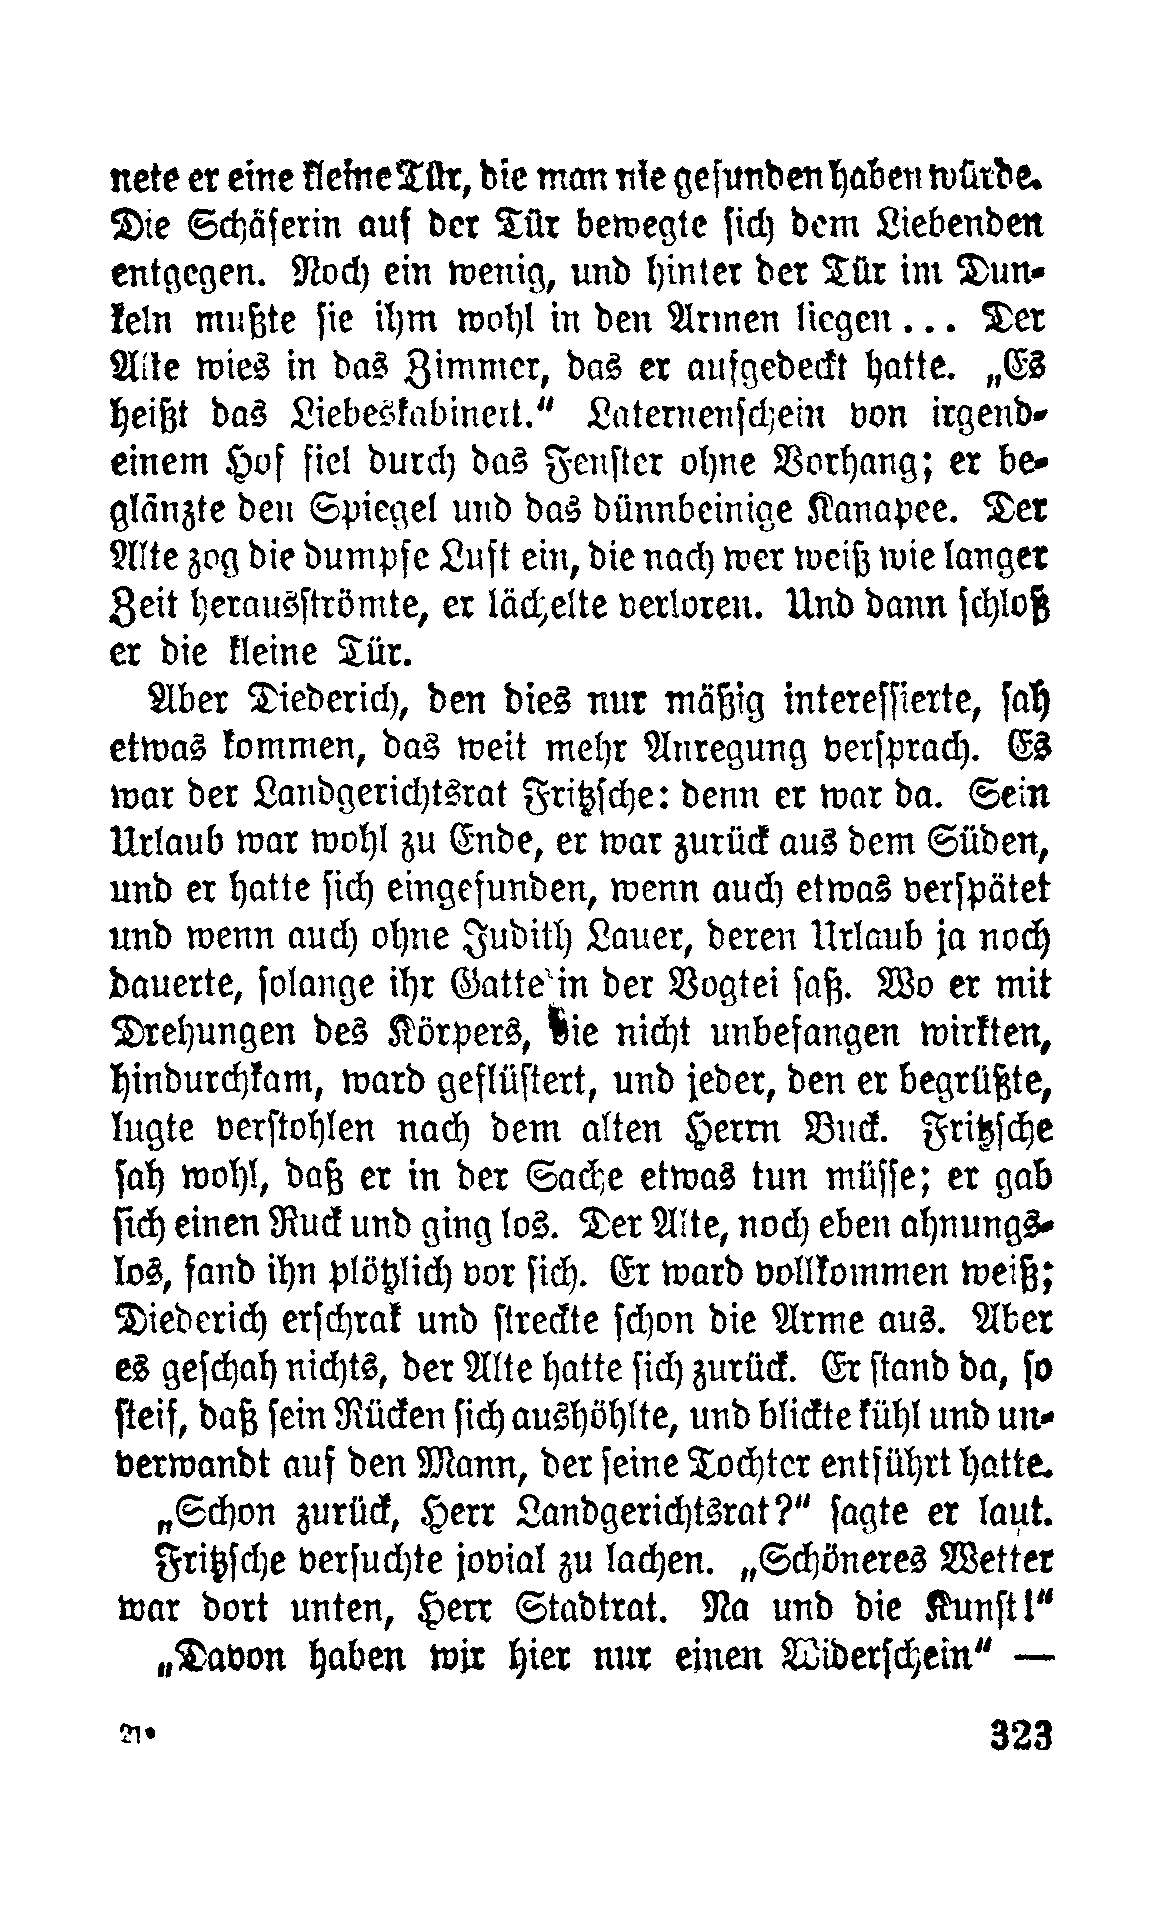 nete er eine kleine Tür, die man nie gefunden haben würde.
Die Schäferin auf der Tür bewegte sich dem Liebenden
entgegen. Noch ein wenig, und hinter der Tür im Dun-
keln mußte sie ihm wohl in den Armen liegen ... Der
Alte wies in das Zimmer, das er aufgedeckt hatte. „Es
heißt das Liebeskabinett.“ Laternenschein von irgend-
einem Hof fiel durch das Fenster ohne Vorhang; er be-
glänzte den Spiegel und das dünnbeinige Kanapee. Der
Alte zog die dumpfe Luft ein, die nach wer weiß wie langer
Zeit herausströmte, er lächelte verloren. Und dann schloß
er die kleine Tür.
Aber Diederich, den dies nur mäßig interessierte, sah
etwas kommen, das weit mehr Anregung versprach. Es
war der Landgerichtsrat Fritzsche: denn er war da. Sein
Urlaub war wohl zu Ende, er war zurück aus dem Süden,
und er hatte sich eingefunden, wenn auch etwas verspätet
und wenn auch ohne Judith Lauer, deren Urlaub ja noch
dauerte, solange ihr Gatte in der Vogtei saß. Wo er mit
Drehungen des Körpers, die nicht unbefangen wirkten,
hindurchkam, ward geflüstert, und jeder, den er begrüßte,
lugte verstohlen nach dem alten Herrn Buck. Fritzsche
sah wohl, daß er in der Sache etwas tun müsse; er gab
sich einen Ruck und ging los. Der Alte, noch eben ahnungs-
los, fand ihn plötzlich vor sich. Er ward vollkommen weiß;
Diederich erschrak und streckte schon die Arme aus. Aber
es geschah nichts, der Alte hatte sich zurück. Er stand da, so
steif, daß sein Rücken sich aushöhlte, und blickte kühl und un-
verwandt auf den Mann, der seine Tochter entführt hatte.
„Schon zurück, Herr Landgerichtsrat?“ sagte er laut.
Fritzsche versuchte jovial zu lachen. „Schöneres Wetter
war dort unten, Herr Stadtrat. Na und die Kunst!“
„Davon haben wir hier nur einen Widerschein“ —
21*
323